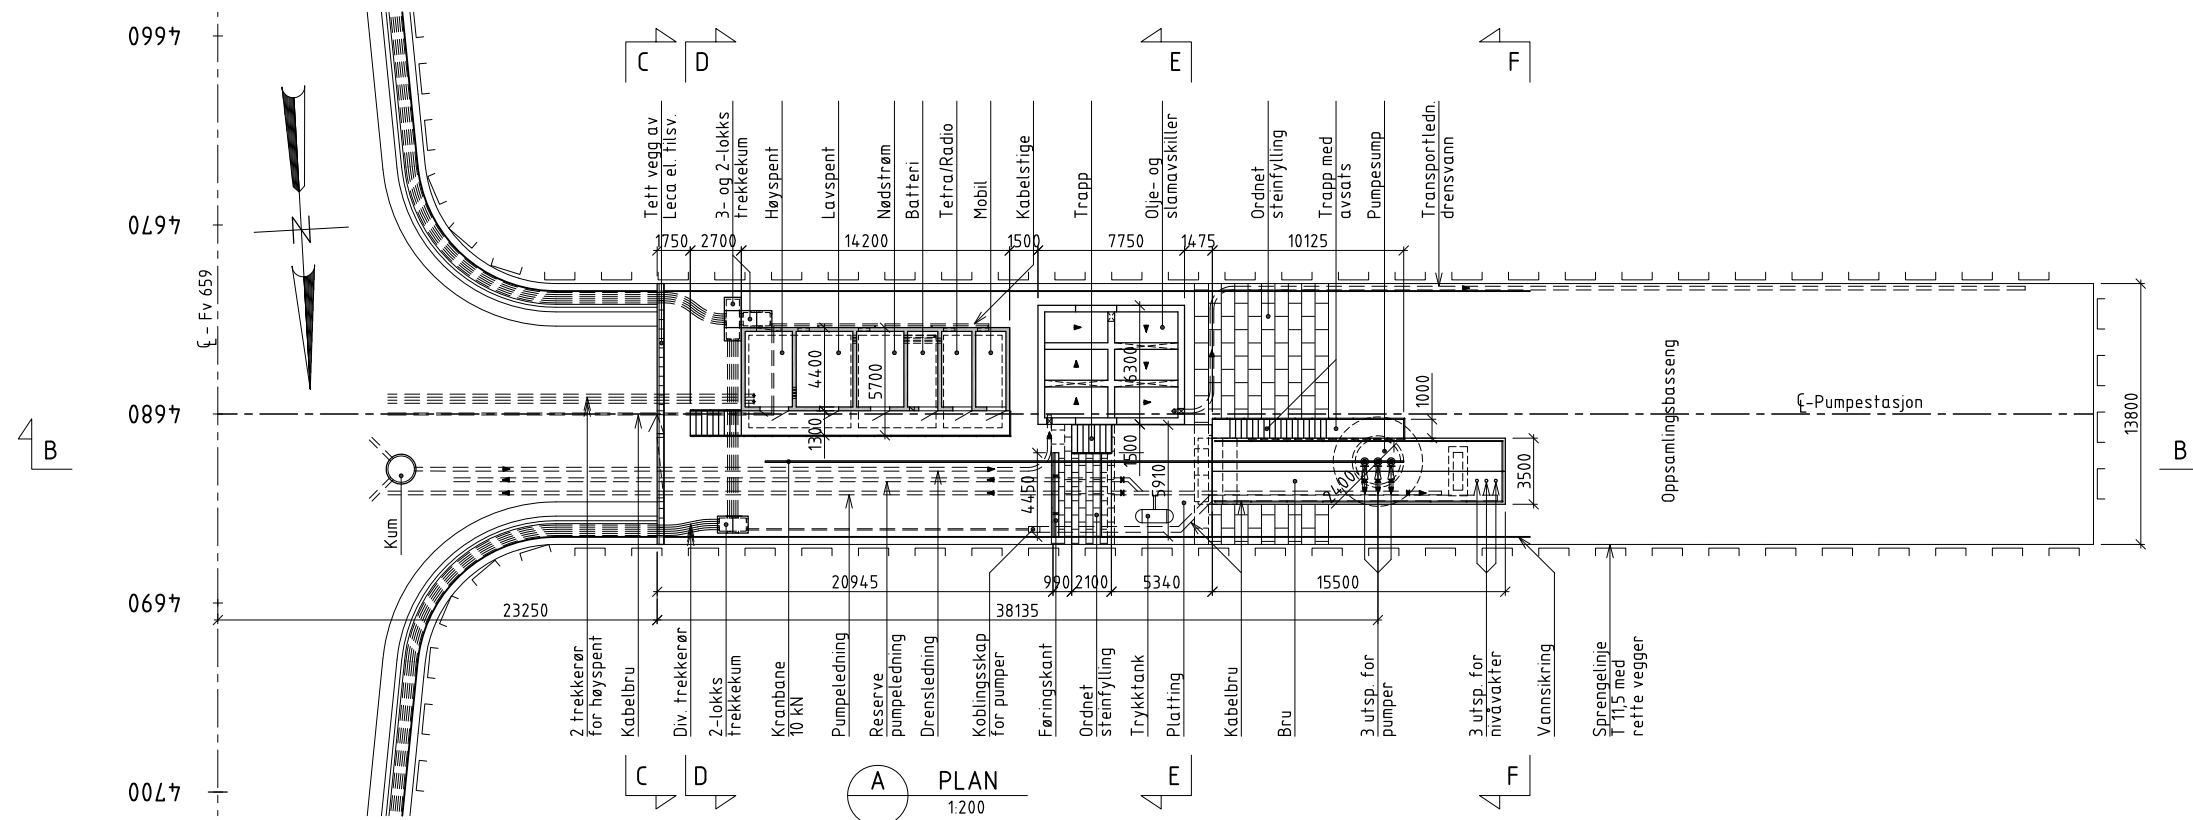 4660
4670
4680
4690
4700
C
D
E
F
Tett vegg av
Leca el. tilsv.
3- og 2-lokks
trekkekum
Høyspent
Lavspent
Nødstrøm
Batteri
Tetra/Radio
Mobil
Kabelstige
Trapp
Olje- og
slamavskiller
Ordnet
steinfylling
Trapp med
avsats
Pumpesump
Transportledn.
drensvann
1750
2700
14200
1500
7750
1475
10125
℄ - Fv 659
N
4400
5700
1300
6300
1500
5910
4450
1000
2400
3500
13800
Oppsamlingsbasseng
℄-Pumpestasjon
B
B
Kum
20945
990
2100
5340
15500
23250
38135
2 trekkerør
for høyspent
Kabelbru
Div. trekkerør
2-lokks
trekkekum
Kranbane
10 kN
Pumpeledning
Reserve
pumpeledning
Drensledning
Koblingsskap
for pumper
Føringskant
Ordnet
steinfylling
Trykktank
Platting
Kabelbru
Bru
3 utsp. for
pumper
3 utsp. for
nivåvakter
Vannsikring
Sprengelinje
T 11,5 med
rette vegger
C
D
E
F
A
PLAN
1:200